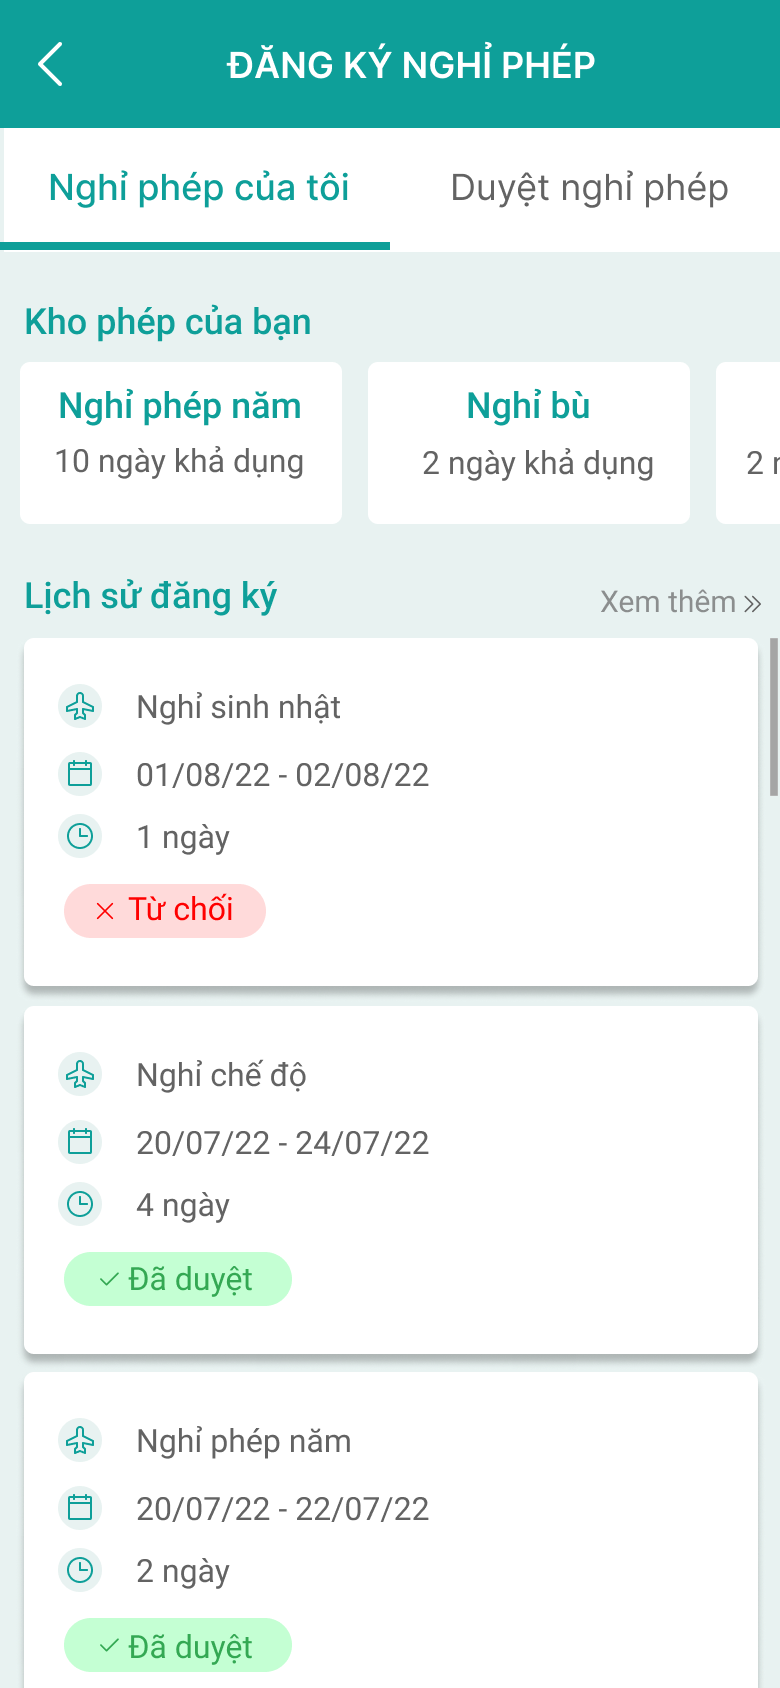 ĐĂNG KÝ NGHỈ PHÉP
Nghỉ phép của tôi
Duyệt nghỉ phép
Kho phép của bạn
Nghỉ phép năm
10 ngày khả dụng
Nghỉ bù
2 ngày khả dụng
2
Lịch sử đăng ký
Xem thêm
Nghỉ sinh nhật
01/08/22 - 02/08/22
1 ngày
Từ chối
Nghỉ chế độ
20/07/22 - 24/07/22
4 ngày
Đã duyệt
Nghỉ phép năm
20/07/22 - 22/07/22
2 ngày
Đã duyệt